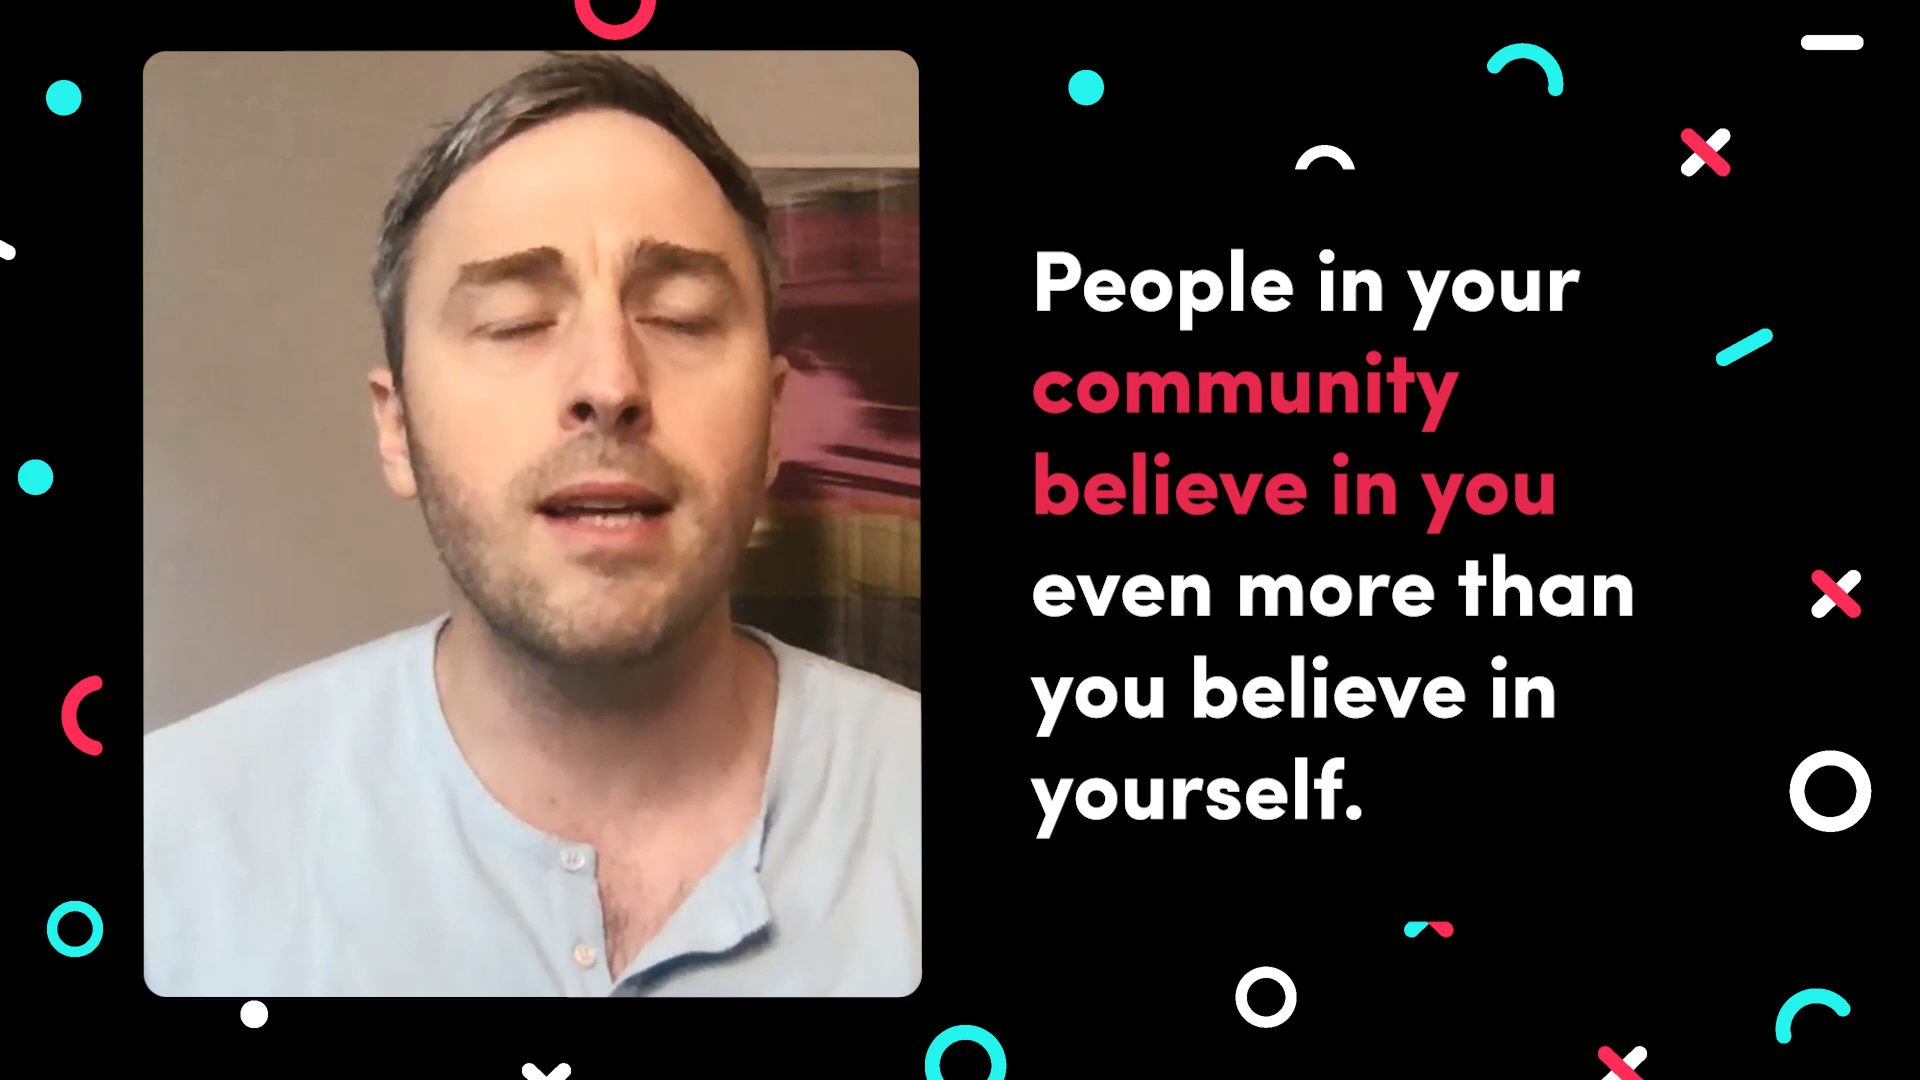 People in your
community
believe in you
even more than
you believe in
yourself.